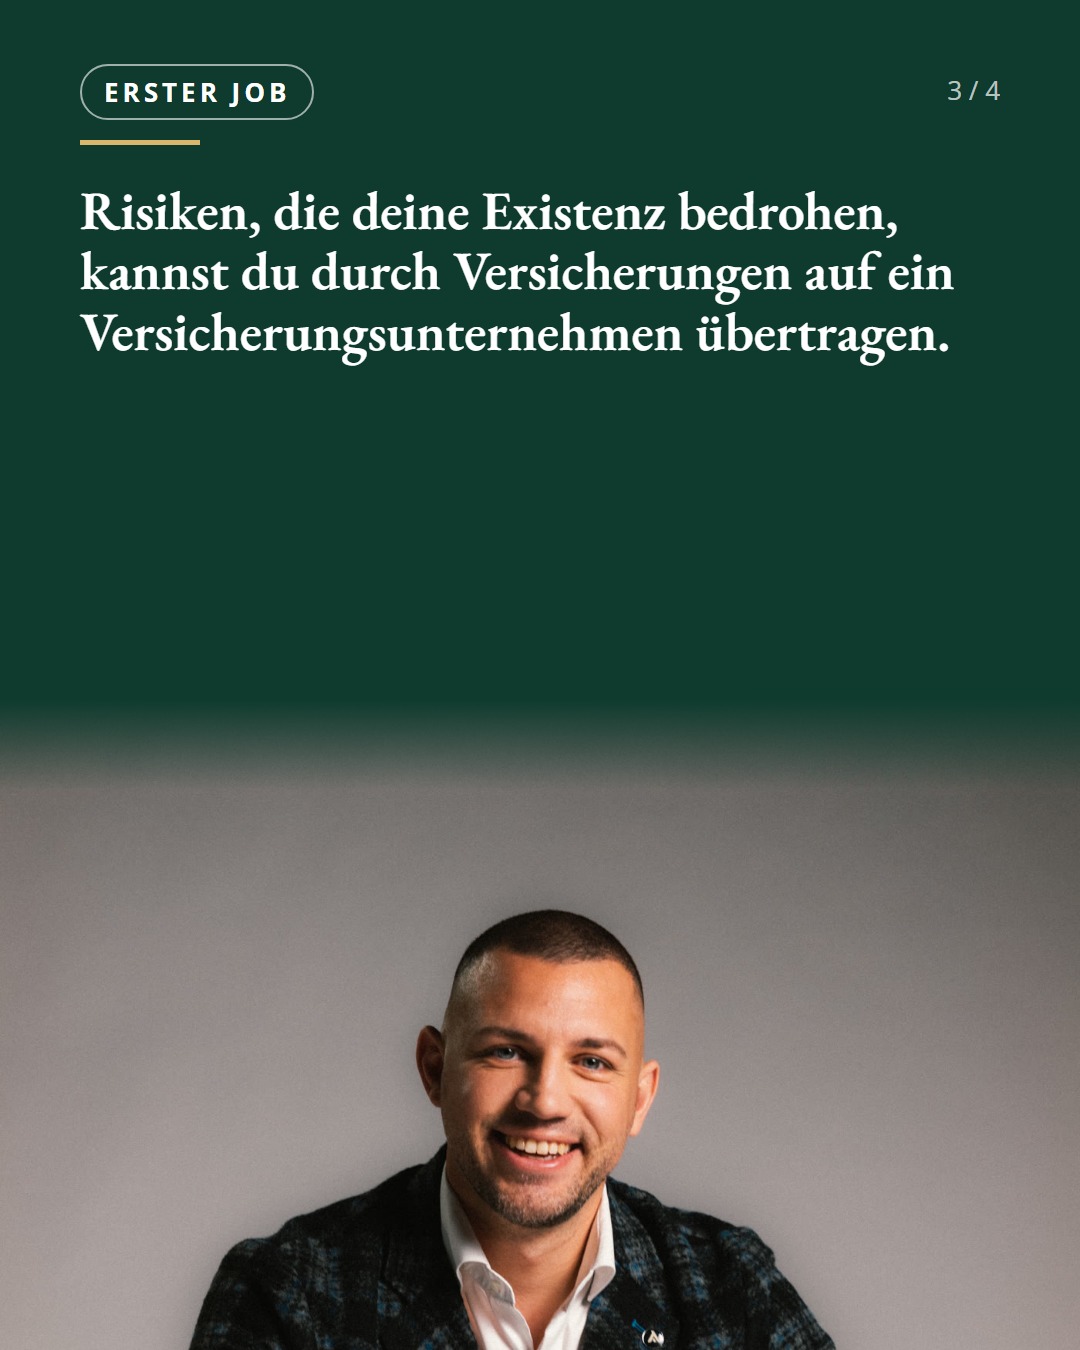 ERSTER JOB
3 / 4
Risiken, die deine Existenz bedrohen,
kannst du durch Versicherungen auf ein
Versicherungsunternehmen übertragen.